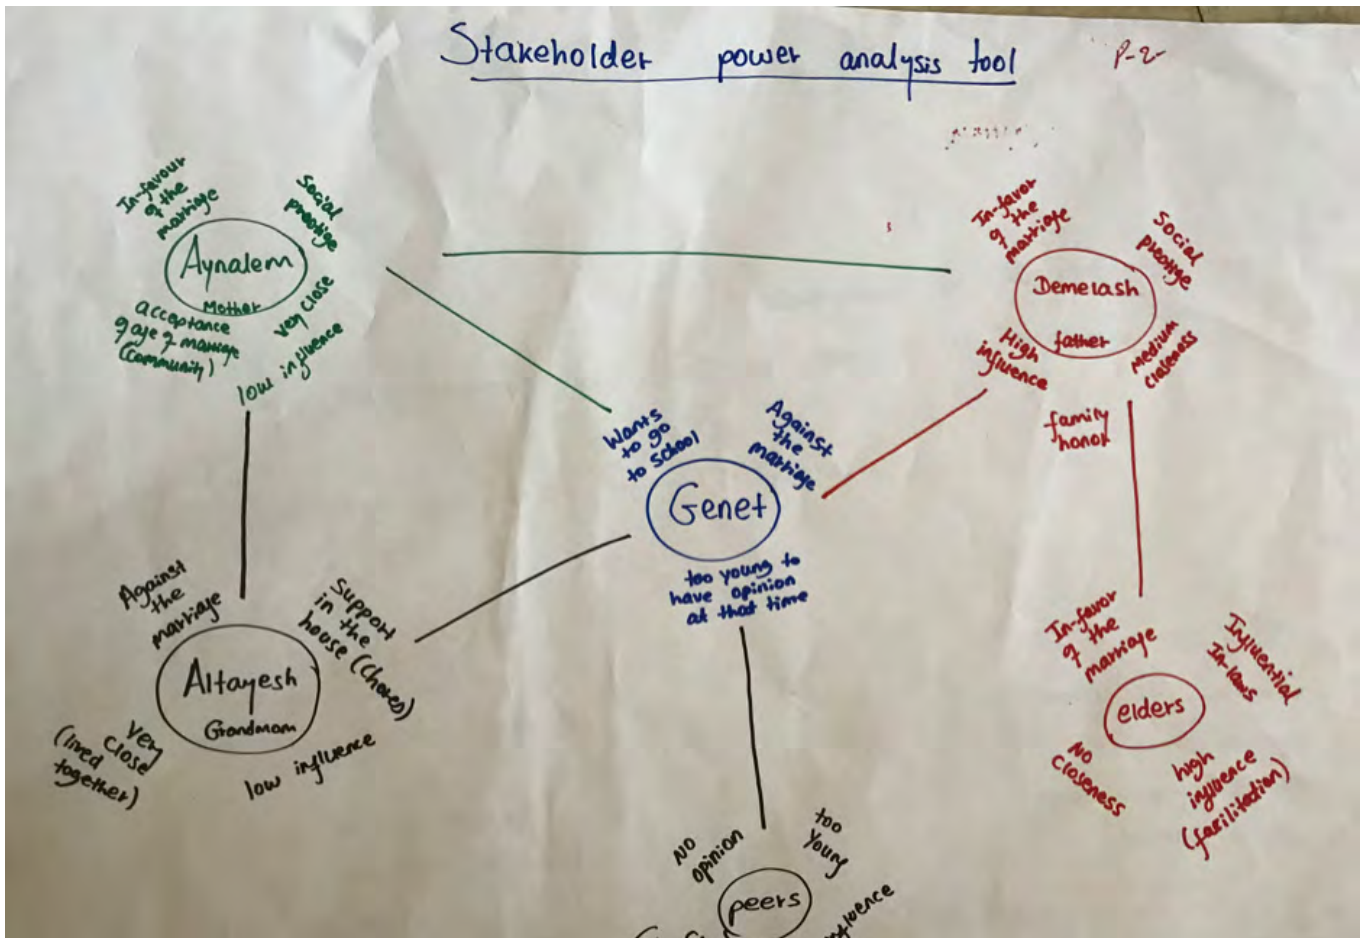 Stakeholder power analysis tool
P-2-
In-favour
of the
marriage
Social
prestige
Aynalem
Mother
acceptance
of age of marriage
(community)
very close
low influence
In-favor
of the
marriage
Social
prestige
Demelash
father
High
influence
Medium
closeness
family
honor
Wants
to go
to school
Against
the
marriage
Genet
too young to
have opinion
at that time
Against
the
marriage
Support
in the
house (chores)
Altayesh
Grandmom
Very
close
(lived
together)
low influence
In-favor
of the
marriage
Influential
In-laws
elders
No
closeness
high
influence
(facilitation)
No
opinion
too
young
peers